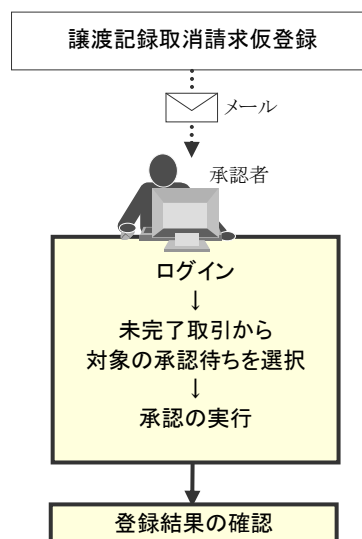 譲渡記録取消請求仮登録
メール
承認者
ログイン
↓
未完了取引から
対象の承認待ちを選択
↓
承認の実行
登録結果の確認